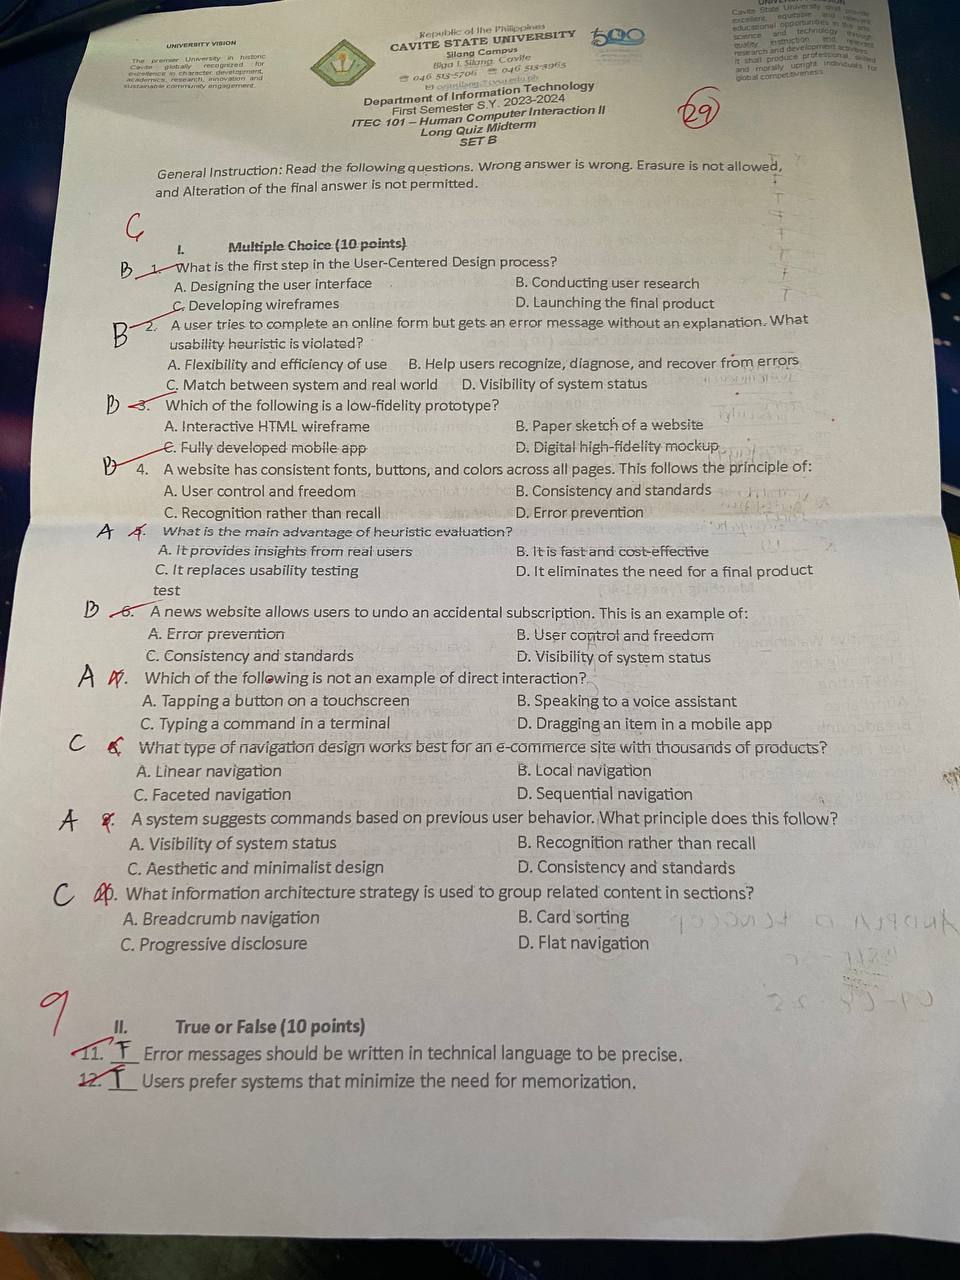 UNIVERSITY VISION
The premier University in historic
Cavite globally recognized for
excellence in character development,
academics, research, innovation and
sustainable community engagement.
Republic of the Philippines
CAVITE STATE UNIVERSITY
Silang Campus
Biga I, Silang, Cavite
046 513-5706 046 513-3965
Department of Information Technology
First Semester S.Y. 2023-2024
ITEC 101 – Human Computer Interaction II
Long Quiz Midterm
SET B
Cavite State University shall provide
excellent, equitable and relevant
educational opportunities in the arts,
science and technology through
quality instruction and relevant
research and development activities.
It shall produce professional, skilled
and morally upright individuals for
global competitiveness.
29
General Instruction: Read the following questions. Wrong answer is wrong. Erasure is not allowed,
and Alteration of the final answer is not permitted.
I. Multiple Choice (10 points)
B 1. What is the first step in the User-Centered Design process?
A. Designing the user interface B. Conducting user research
C. Developing wireframes D. Launching the final product
B 2. A user tries to complete an online form but gets an error message without an explanation. What
usability heuristic is violated?
A. Flexibility and efficiency of use B. Help users recognize, diagnose, and recover from errors
C. Match between system and real world D. Visibility of system status
B 3. Which of the following is a low-fidelity prototype?
A. Interactive HTML wireframe B. Paper sketch of a website
C. Fully developed mobile app D. Digital high-fidelity mockup
B 4. A website has consistent fonts, buttons, and colors across all pages. This follows the principle of:
A. User control and freedom B. Consistency and standards
C. Recognition rather than recall D. Error prevention
A 5. What is the main advantage of heuristic evaluation?
A. It provides insights from real users B. It is fast and cost-effective
C. It replaces usability testing D. It eliminates the need for a final product
test
B 6. A news website allows users to undo an accidental subscription. This is an example of:
A. Error prevention B. User control and freedom
C. Consistency and standards D. Visibility of system status
A 7. Which of the following is not an example of direct interaction?
A. Tapping a button on a touchscreen B. Speaking to a voice assistant
C. Typing a command in a terminal D. Dragging an item in a mobile app
C 8. What type of navigation design works best for an e-commerce site with thousands of products?
A. Linear navigation B. Local navigation
C. Faceted navigation D. Sequential navigation
A 9. A system suggests commands based on previous user behavior. What principle does this follow?
A. Visibility of system status B. Recognition rather than recall
C. Aesthetic and minimalist design D. Consistency and standards
C 10. What information architecture strategy is used to group related content in sections?
A. Breadcrumb navigation B. Card sorting
C. Progressive disclosure D. Flat navigation
9
II. True or False (10 points)
11. F Error messages should be written in technical language to be precise.
12. T Users prefer systems that minimize the need for memorization.